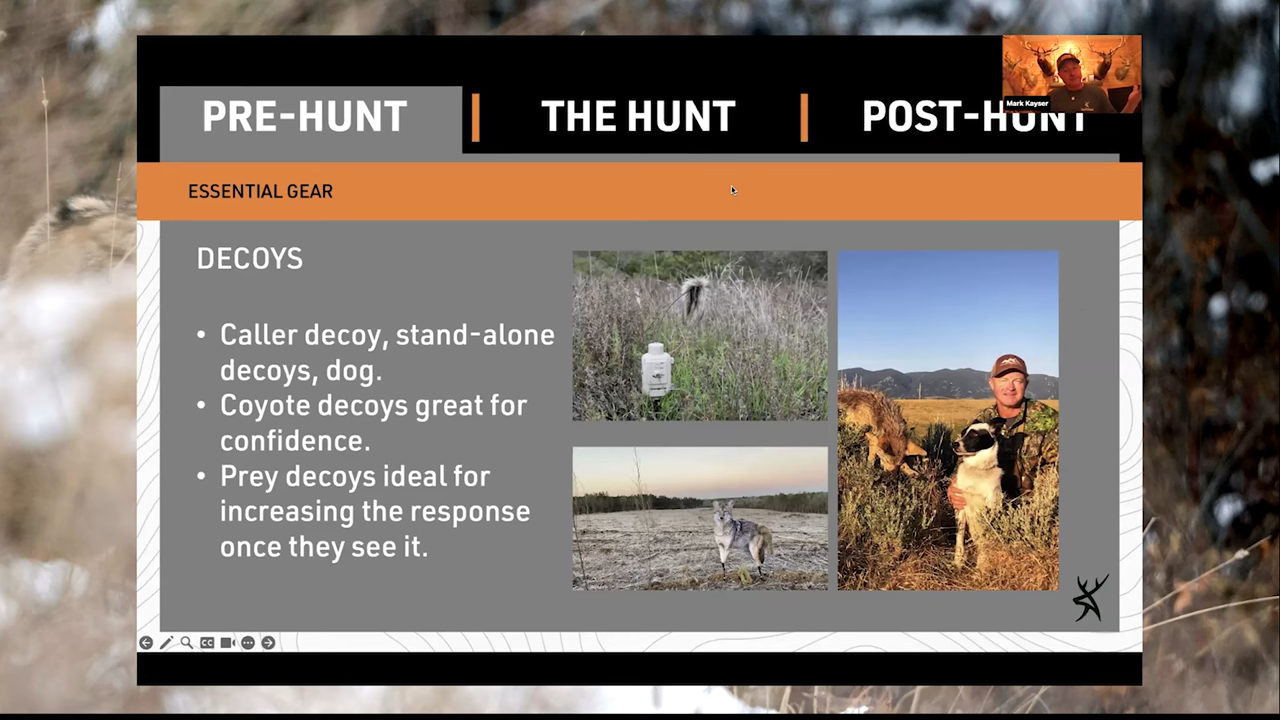 PRE-HUNT
THE HUNT
POST-HUNT
Mark Kayser
ESSENTIAL GEAR
DECOYS
• Caller decoy, stand-alone
decoys, dog.
• Coyote decoys great for
confidence.
• Prey decoys ideal for
increasing the response
once they see it.
CC